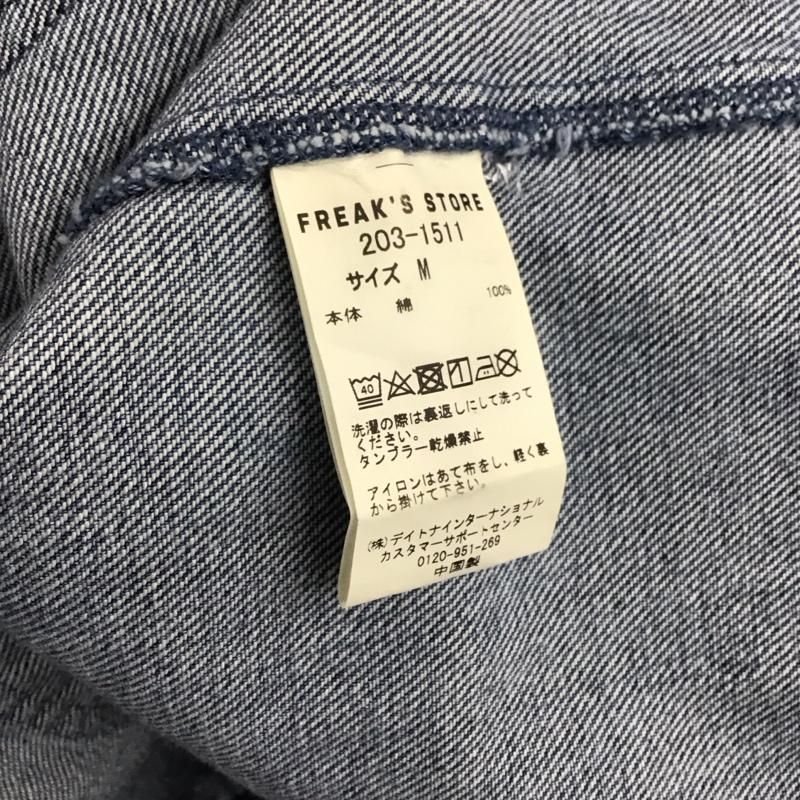 FREAK'S STORE
203-1511
サイズ M
本体 綿 100%
40
洗濯の際は裏返しにして洗って
ください。
タンブラー乾燥禁止
アイロンはあて布をし、軽く裏
から掛けて下さい。
(株)デイトナインターナショナル
カスタマーサポートセンター
0120-951-269
中国製